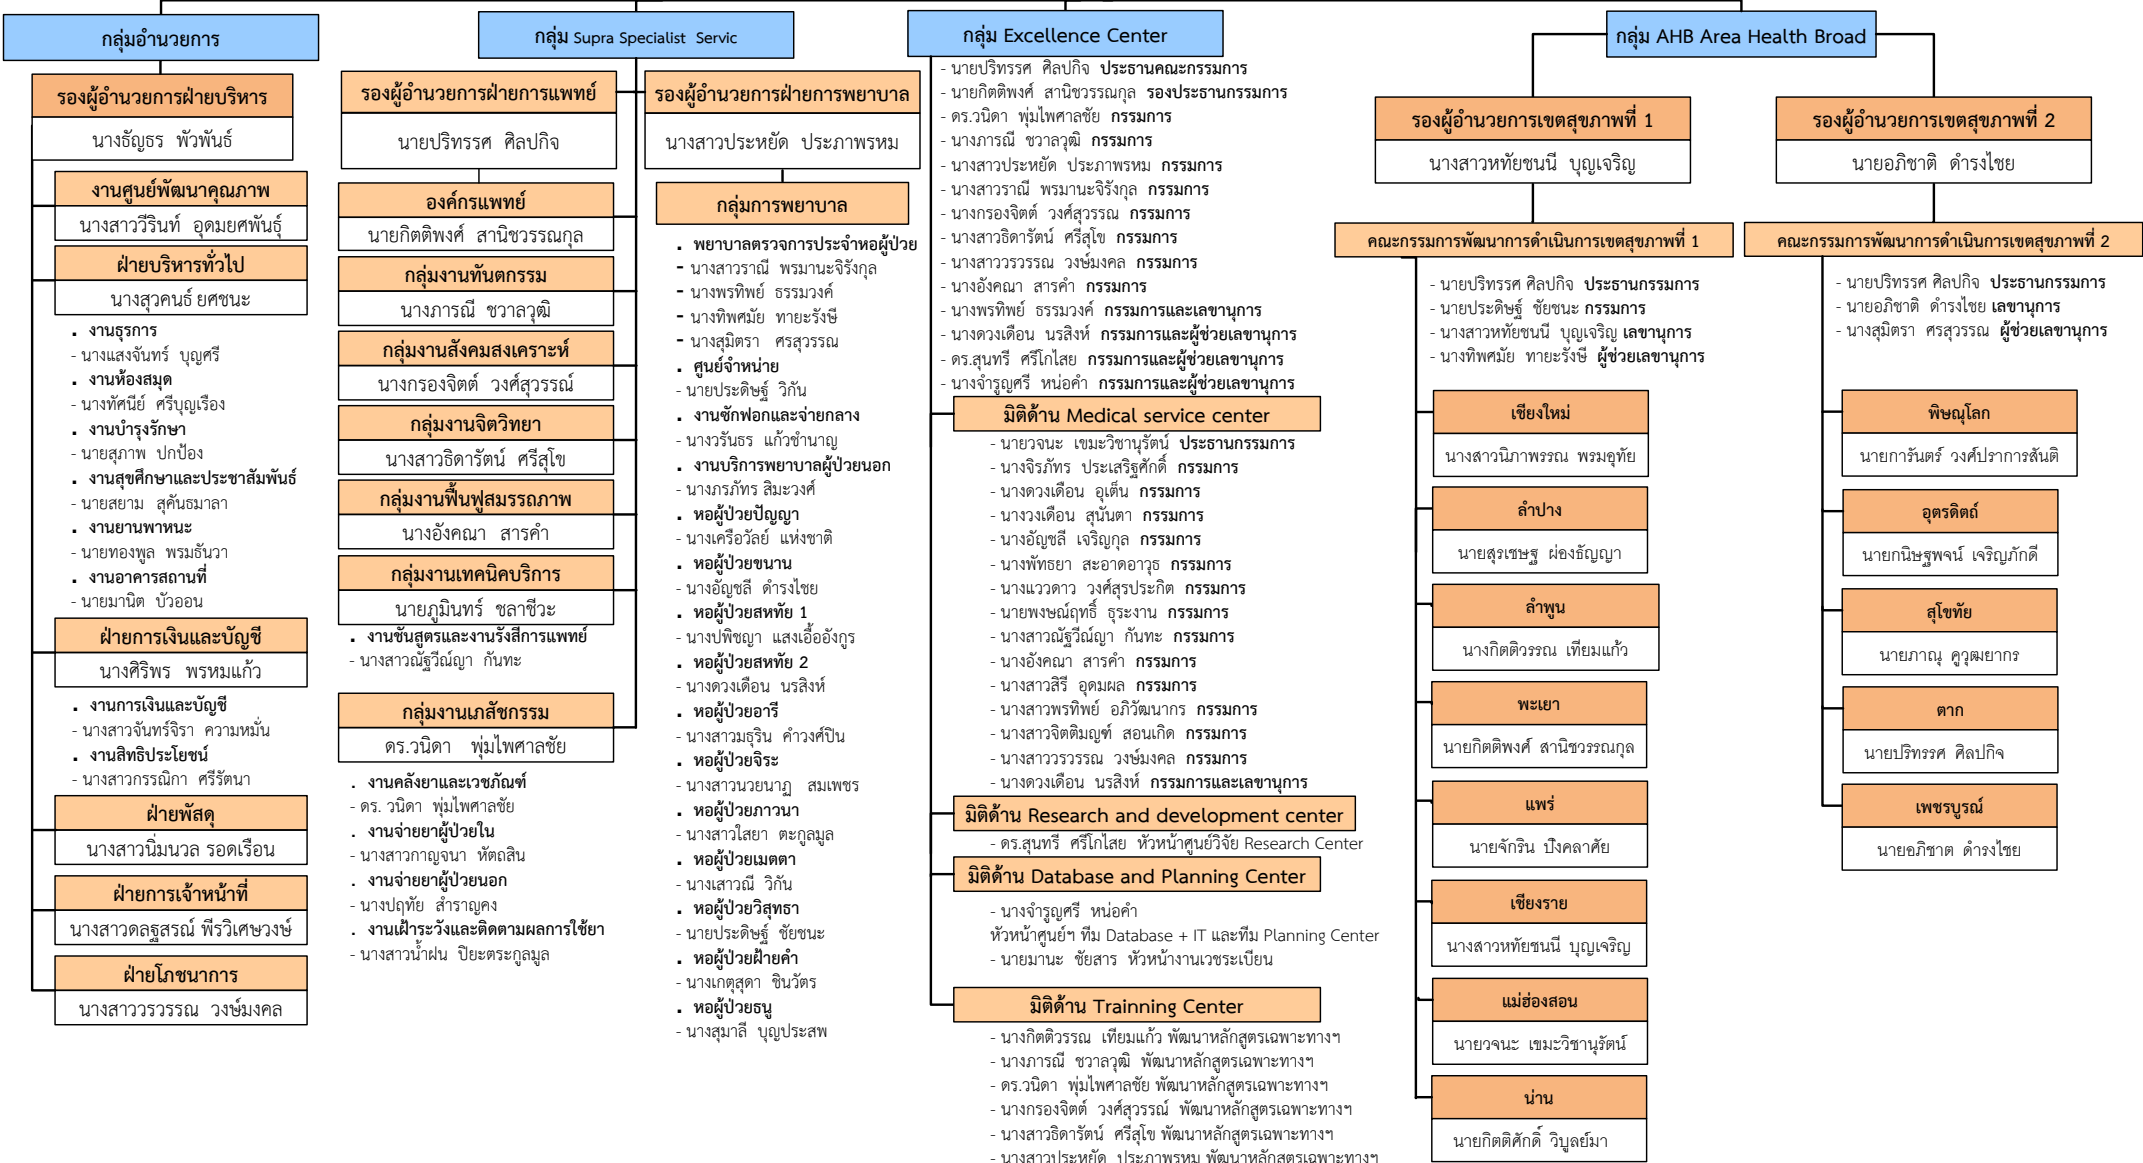 กลุ่มอำนวยการ
รองผู้อำนวยการฝ่ายบริหาร
นางธัญธร พัวพันธ์
งานศูนย์พัฒนาคุณภาพ
นางสาววีรินท์ อุดมยศพันธุ์
ฝ่ายบริหารทั่วไป
นางสุวคนธ์ ยศชนะ
. งานธุรการ
- นางแสงจันทร์ บุญศรี
. งานห้องสมุด
- นางทัศนีย์ ศรีบุญเรือง
. งานบำรุงรักษา
- นายสุภาพ ปกป้อง
. งานสุขศึกษาและประชาสัมพันธ์
- นายสยาม สุคันธมาลา
. งานยานพาหนะ
- นายทองพูล พรมธันวา
. งานอาคารสถานที่
- นายมานิต บัวออน
ฝ่ายการเงินและบัญชี
นางศิริพร พรหมแก้ว
. งานการเงินและบัญชี
- นางสาวจันทร์จิรา ความหมั่น
. งานสิทธิประโยชน์
- นางสาวกรรณิกา ศรีรัตนา
ฝ่ายพัสดุ
นางสาวนิ่มนวล รอดเรือน
ฝ่ายการเจ้าหน้าที่
นางสาวดลฐสรณ์ พีรวิเศษวงษ์
ฝ่ายโภชนาการ
นางสาววรวรรณ วงษ์มงคล
กลุ่ม Supra Specialist Servic
รองผู้อำนวยการฝ่ายการแพทย์
นายปริทรรศ ศิลปกิจ
องค์กรแพทย์
นายกิตติพงศ์ สานิชวรรณกุล
กลุ่มงานทันตกรรม
นางภารณี ชวาลวุฒิ
กลุ่มงานสังคมสงเคราะห์
นางกรองจิตต์ วงศ์สุวรรณ์
กลุ่มงานจิตวิทยา
นางสาวธิดารัตน์ ศรีสุโข
กลุ่มงานฟื้นฟูสมรรถภาพ
นางอังคณา สารคำ
กลุ่มงานเทคนิคบริการ
นายภูมินทร์ ชลาชีวะ
. งานชันสูตรและงานรังสีการแพทย์
- นางสาวณัฐวีณ์ญา กันทะ
กลุ่มงานเภสัชกรรม
ดร.วนิดา พุ่มไพศาลชัย
. งานคลังยาและเวชภัณฑ์
- ดร. วนิดา พุ่มไพศาลชัย
. งานจ่ายยาผู้ป่วยใน
- นางสาวกาญจนา หัตถสิน
. งานจ่ายยาผู้ป่วยนอก
- นางปฤทัย สำราญคง
. งานเฝ้าระวังและติดตามผลการใช้ยา
- นางสาวน้ำฝน ปิยะตระกูลมูล
รองผู้อำนวยการฝ่ายการพยาบาล
นางสาวประหยัด ประภาพรหม
กลุ่มการพยาบาล
. พยาบาลตรวจการประจำหอผู้ป่วย
- นางสาวราณี พรมานะจิรังกุล
- นางพรทิพย์ ธรรมวงค์
- นางทิพศมัย ทายะรังษี
- นางสุมิตรา ศรสุวรรณ
. ศูนย์จำหน่าย
- นายประดิษฐ์ วิกัน
. งานซักฟอกและจ่ายกลาง
- นางวรันธร แก้วชำนาญ
. งานบริการพยาบาลผู้ป่วยนอก
- นางภรภัทร สิมะวงศ์
. หอผู้ป่วยปัญญา
- นางเครือวัลย์ แห่งชาติ
. หอผู้ป่วยขนาน
- นางอัญชลี ดำรงไชย
. หอผู้ป่วยสหทัย 1
- นางปพิชญา แสงเอื้ออังกูร
. หอผู้ป่วยสหทัย 2
- นางดวงเดือน นรสิงห์
. หอผู้ป่วยอารี
- นางสาวมธุริน คำวงศ์ปิน
. หอผู้ป่วยจิระ
- นางสาวนวยนาฏ สมเพชร
. หอผู้ป่วยภาวนา
- นางสาวใสยา ตะกูลมูล
. หอผู้ป่วยเมตตา
- นางเสาวณี วิกัน
. หอผู้ป่วยวิสุทธา
- นายประดิษฐ์ ชัยชนะ
. หอผู้ป่วยฝ้ายคำ
- นางเกตุสุดา ชินวัตร
. หอผู้ป่วยธนู
- นางสุมาลี บุญประสพ
กลุ่ม Excellence Center
- นายปริทรรศ ศิลปกิจ ประธานคณะกรรมการ
- นายกิตติพงศ์ สานิชวรรณกุล รองประธานกรรมการ
- ดร.วนิดา พุ่มไพศาลชัย กรรมการ
- นางภารณี ชวาลวุฒิ กรรมการ
- นางสาวประหยัด ประภาพรหม กรรมการ
- นางสาวราณี พรมานะจิรังกุล กรรมการ
- นางกรองจิตต์ วงศ์สุวรรณ กรรมการ
- นางสาวธิดารัตน์ ศรีสุโข กรรมการ
- นางสาววรวรรณ วงษ์มงคล กรรมการ
- นางอังคณา สารคำ กรรมการ
- นางพรทิพย์ ธรรมวงค์ กรรมการและเลขานุการ
- นางดวงเดือน นรสิงห์ กรรมการและผู้ช่วยเลขานุการ
- ดร.สุนทรี ศรีโกไสย กรรมการและผู้ช่วยเลขานุการ
- นางจำรูญศรี หน่อคำ กรรมการและผู้ช่วยเลขานุการ
มิติด้าน Medical service center
- นายวจนะ เขมะวิชานุรัตน์ ประธานกรรมการ
- นางจิรภัทร ประเสริฐศักดิ์ กรรมการ
- นางดวงเดือน อุเต็น กรรมการ
- นางวงเดือน สุนันตา กรรมการ
- นางอัญชลี เจริญกุล กรรมการ
- นางพัทธยา สะอาดอาวุธ กรรมการ
- นางแววดาว วงศ์สุรประกิต กรรมการ
- นายพงษณ์ฤทธิ์ ธุระงาน กรรมการ
- นางสาวณัฐวีณ์ญา กันทะ กรรมการ
- นางอังคณา สารคำ กรรมการ
- นางสาวสิรี อุดมผล กรรมการ
- นางสาวพรทิพย์ อภิวัฒนากร กรรมการ
- นางสาวจิตติมญฑ์ สอนเกิด กรรมการ
- นางสาววรวรรณ วงษ์มงคล กรรมการ
- นางดวงเดือน นรสิงห์ กรรมการและเลขานุการ
มิติด้าน Research and development center
- ดร.สุนทรี ศรีโกไสย หัวหน้าศูนย์วิจัย Research Center
มิติด้าน Database and Planning Center
- นางจำรูญศรี หน่อคำ
หัวหน้าศูนย์ฯ ทีม Database + IT และทีม Planning Center
- นายมานะ ชัยสาร หัวหน้างานเวชระเบียน
มิติด้าน Trainning Center
- นางกิตติวรรณ เทียมแก้ว พัฒนาหลักสูตรเฉพาะทางฯ
- นางภารณี ชวาลวุฒิ พัฒนาหลักสูตรเฉพาะทางฯ
- ดร.วนิดา พุ่มไพศาลชัย พัฒนาหลักสูตรเฉพาะทางฯ
- นางกรองจิตต์ วงศ์สุวรรณ์ พัฒนาหลักสูตรเฉพาะทางฯ
- นางสาวธิดารัตน์ ศรีสุโข พัฒนาหลักสูตรเฉพาะทางฯ
- นางสาวประหยัด ประภาพรหม พัฒนาหลักสูตรเฉพาะทางฯ
กลุ่ม AHB Area Health Broad
รองผู้อำนวยการเขตสุขภาพที่ 1
นางสาวหทัยชนนี บุญเจริญ
คณะกรรมการพัฒนาการดำเนินการเขตสุขภาพที่ 1
- นายปริทรรศ ศิลปกิจ ประธานกรรมการ
- นายประดิษฐ์ ชัยชนะ กรรมการ
- นางสาวหทัยชนนี บุญเจริญ เลขานุการ
- นางทิพศมัย ทายะรังษี ผู้ช่วยเลขานุการ
เชียงใหม่
นางสาวนิภาพรรณ พรมอุทัย
ลำปาง
นายสุรเชษฐ ผ่องธัญญา
ลำพูน
นางกิตติวรรณ เทียมแก้ว
พะเยา
นายกิตติพงศ์ สานิชวรรณกุล
แพร่
นายจักริน ปิงคลาศัย
เชียงราย
นางสาวหทัยชนนี บุญเจริญ
แม่ฮ่องสอน
นายวจนะ เขมะวิชานุรัตน์
น่าน
นายกิตติศักดิ์ วิบูลย์มา
รองผู้อำนวยการเขตสุขภาพที่ 2
นายอภิชาติ ดำรงไชย
คณะกรรมการพัฒนาการดำเนินการเขตสุขภาพที่ 2
- นายปริทรรศ ศิลปกิจ ประธานกรรมการ
- นายอภิชาติ ดำรงไชย เลขานุการ
- นางสุมิตรา ศรสุวรรณ ผู้ช่วยเลขานุการ
พิษณุโลก
นายการันตร์ วงศ์ปราการสันติ
อุตรดิตถ์
นายกนิษฐพจน์ เจริญภักดี
สุโขทัย
นายภาณุ คูวุฒยากร
ตาก
นายปริทรรศ ศิลปกิจ
เพชรบูรณ์
นายอภิชาต ดำรงไชย